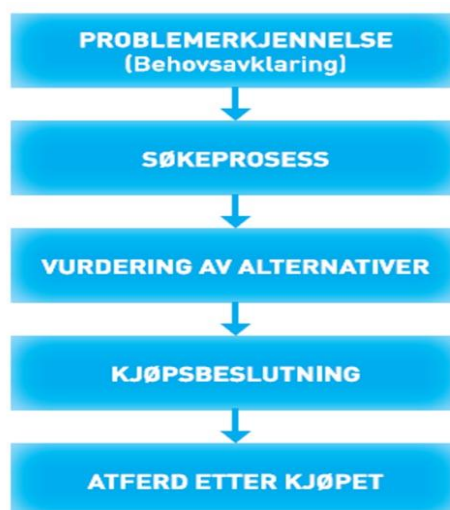 PROBLEMERKJENNELSE
(Behovsavklaring)
SØKEPROSESS
VURDERING AV ALTERNATIVER
KJØPSBESLUTNING
ATFERD ETTER KJØPET